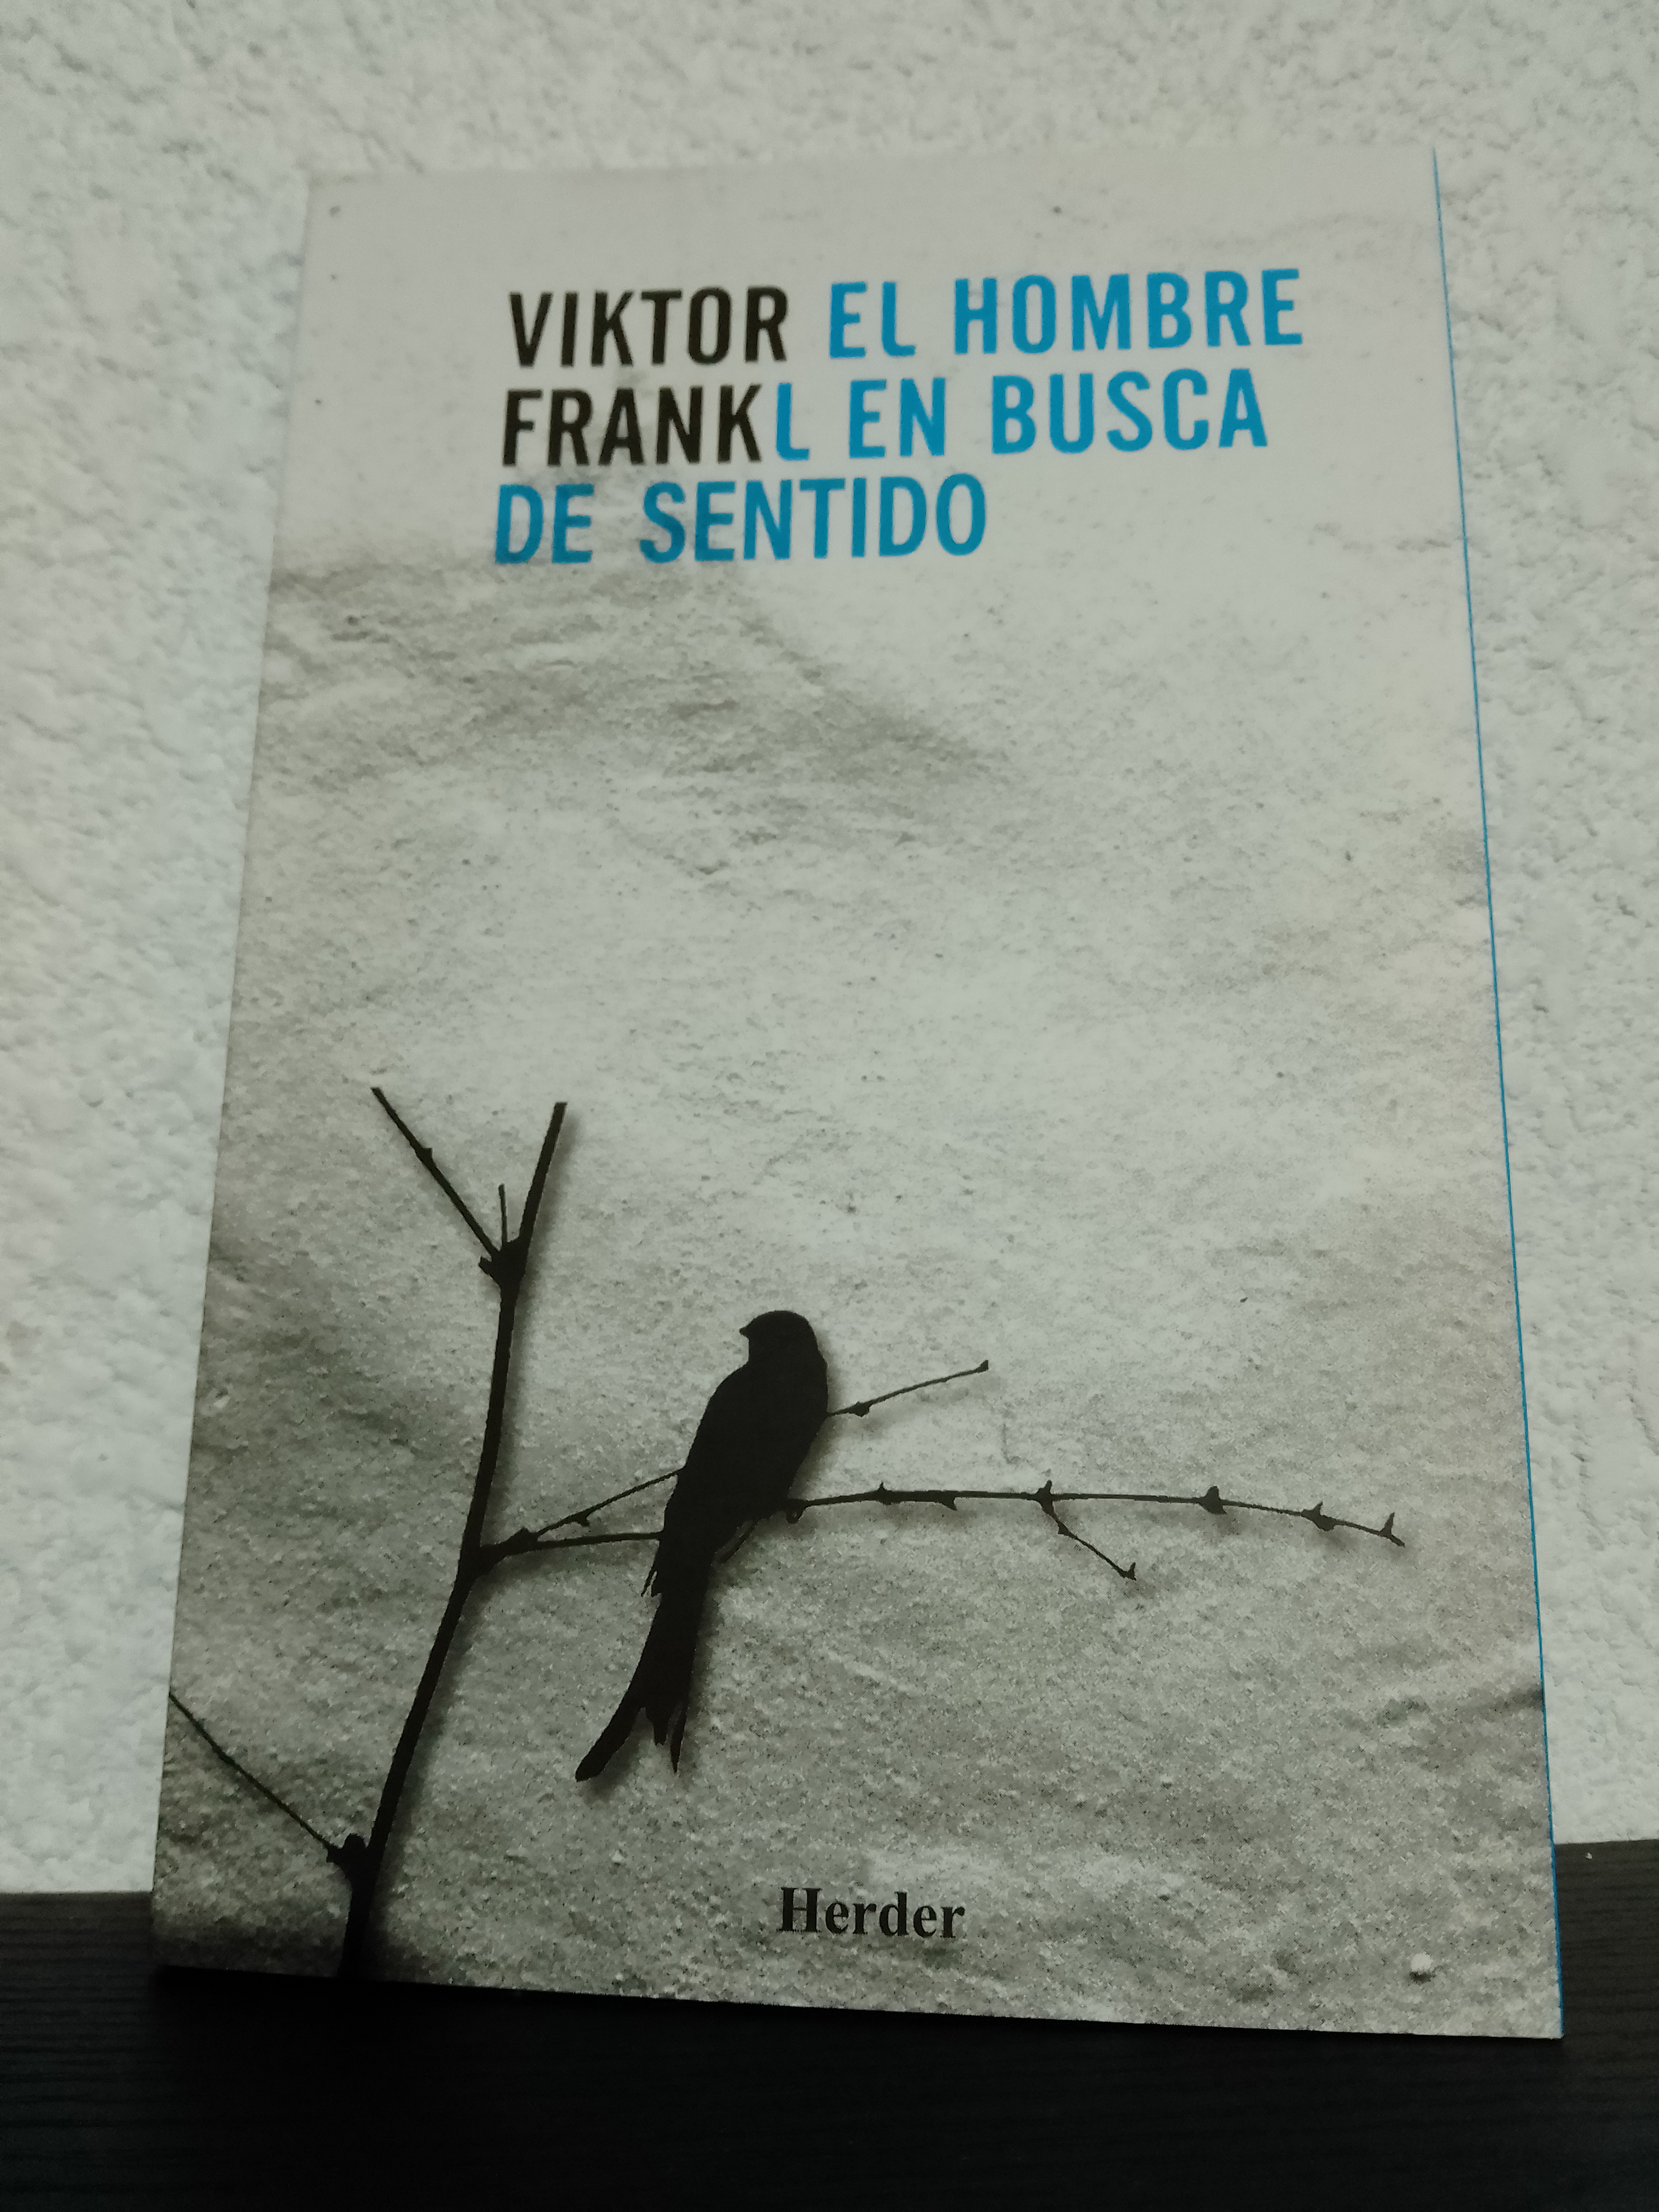 VIKTOR EL HOMBRE
FRANKL EN BUSCA
DE SENTIDO
Herder